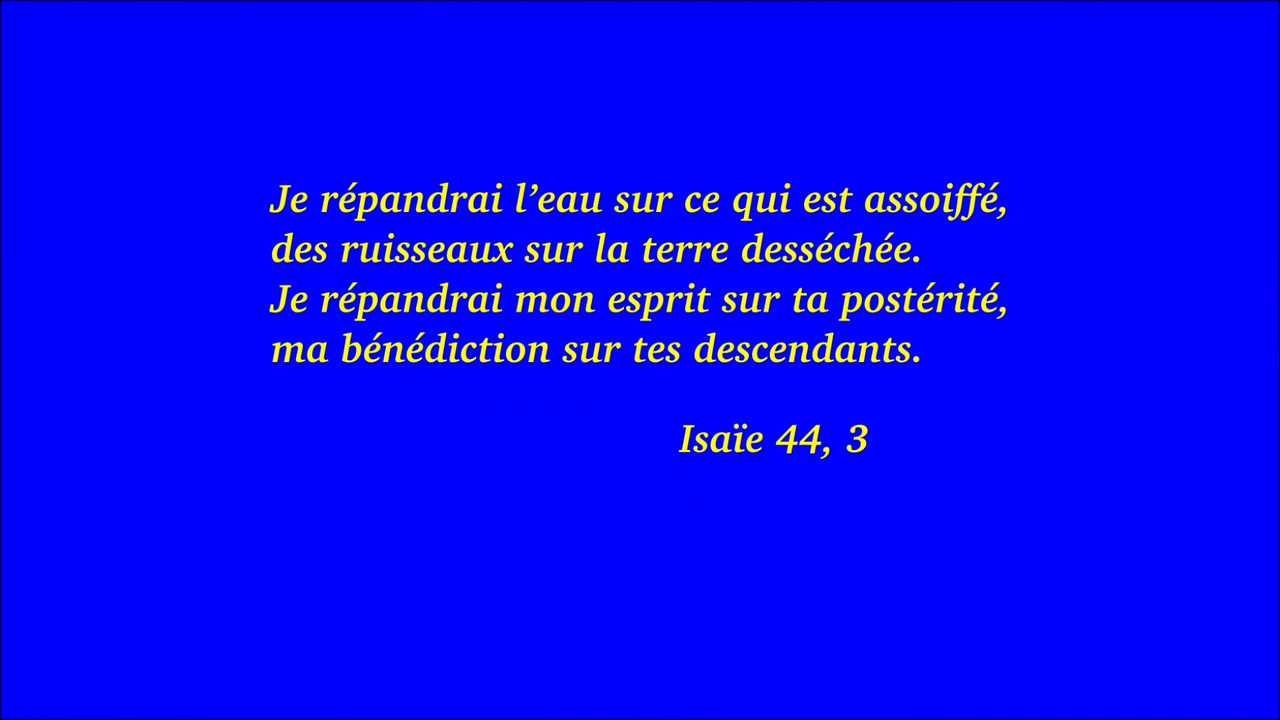 Je répandrai l’eau sur ce qui est assoiffé,
des ruisseaux sur la terre desséchée.
Je répandrai mon esprit sur ta postérité,
ma bénédiction sur tes descendants.
Isaïe 44, 3